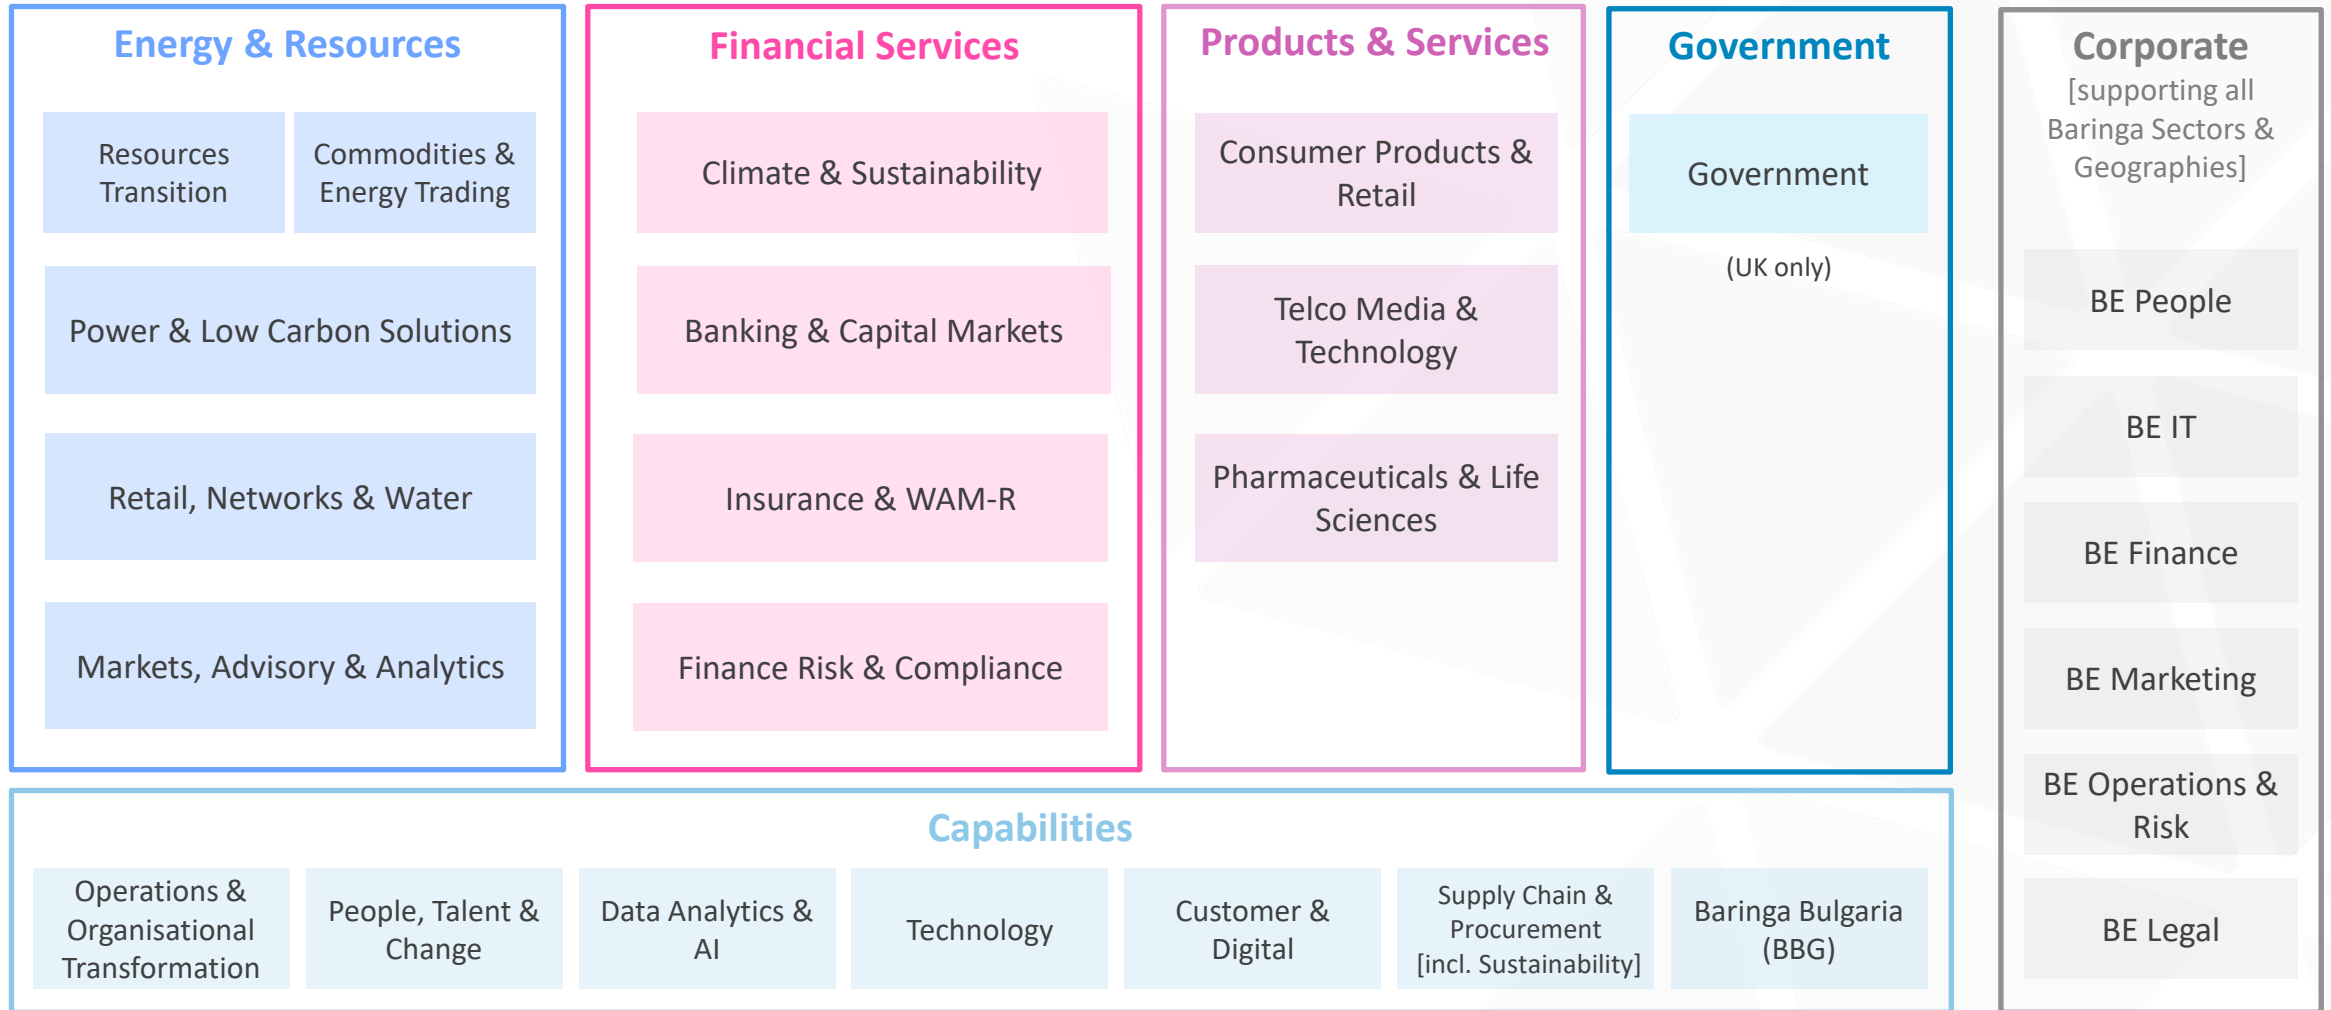 Energy & Resources
Resources
Transition
Commodities &
Energy Trading
Power & Low Carbon Solutions
Retail, Networks & Water
Markets, Advisory & Analytics
Financial Services
Climate & Sustainability
Banking & Capital Markets
Insurance & WAM-R
Finance Risk & Compliance
Products & Services
Consumer Products &
Retail
Telco Media &
Technology
Pharmaceuticals & Life
Sciences
Government
Government
(UK only)
Corporate
[supporting all
Baringa Sectors &
Geographies]
BE People
BE IT
BE Finance
BE Marketing
BE Operations &
Risk
BE Legal
Capabilities
Operations &
Organisational
Transformation
People, Talent &
Change
Data Analytics &
AI
Technology
Customer &
Digital
Supply Chain &
Procurement
[incl. Sustainability]
Baringa Bulgaria
(BBG)